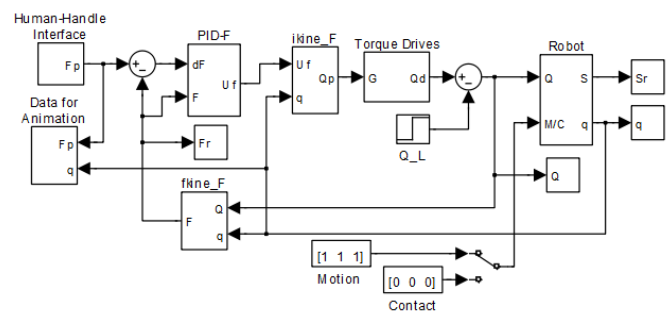 Human-Handle
Interface
Fp
+
−
PID-F
dF
F
Uf
ikine_F
Uf
Qp
q
Torque Drives
G
Qd
+
−
Q_L
Robot
Q
S
M/C
q
Sr
q
Q
Data for
Animation
Fp
q
Fr
fkine_F
Q
F
q
[1 1 1]
Motion
[0 0 0]
Contact